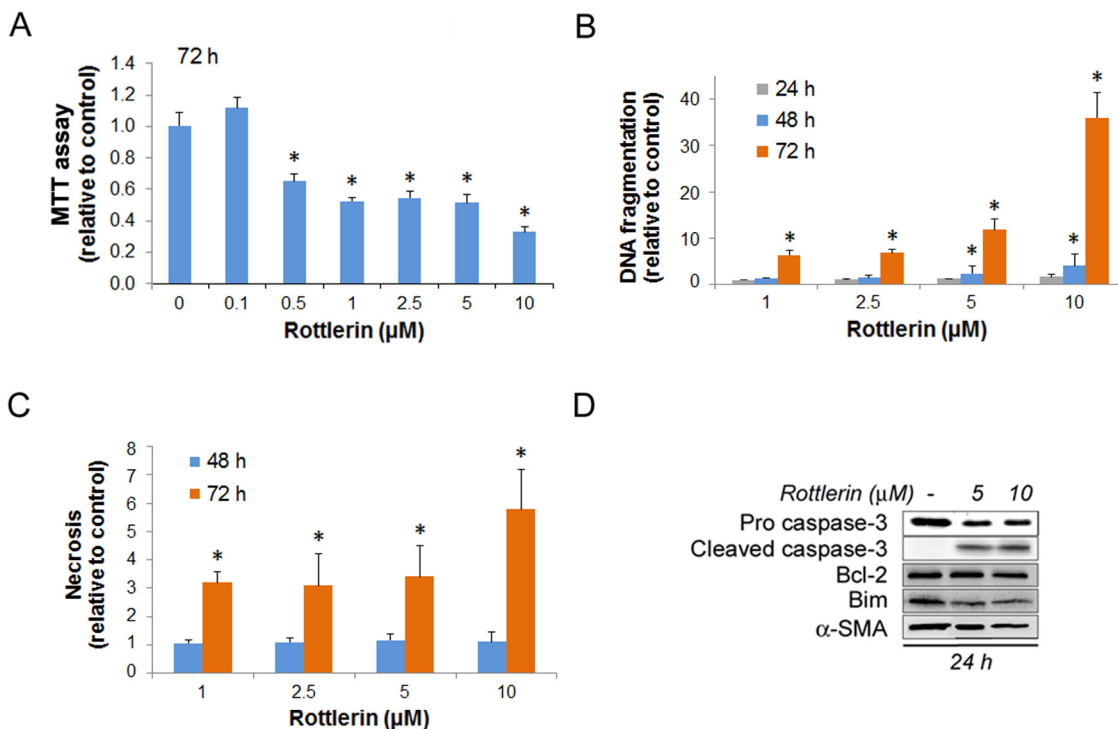 A
72 h
MTT assay
(relative to control)
1.4
1.2
1.0
0.8
0.6
0.4
0.2
0.0
* * * * *
0 0.1 0.5 1 2.5 5 10
Rottlerin (µM)
B
24 h
48 h
72 h
DNA fragmentation
(relative to control)
40
20
10
0
* * * * * *
1 2.5 5 10
Rottlerin (µM)
C
48 h
72 h
Necrosis
(relative to control)
8
7
6
5
4
3
2
1
0
* * * *
1 2.5 5 10
Rottlerin (µM)
D
Rottlerin (µM) - 5 10
Pro caspase-3
Cleaved caspase-3
Bcl-2
Bim
α-SMA
24 h